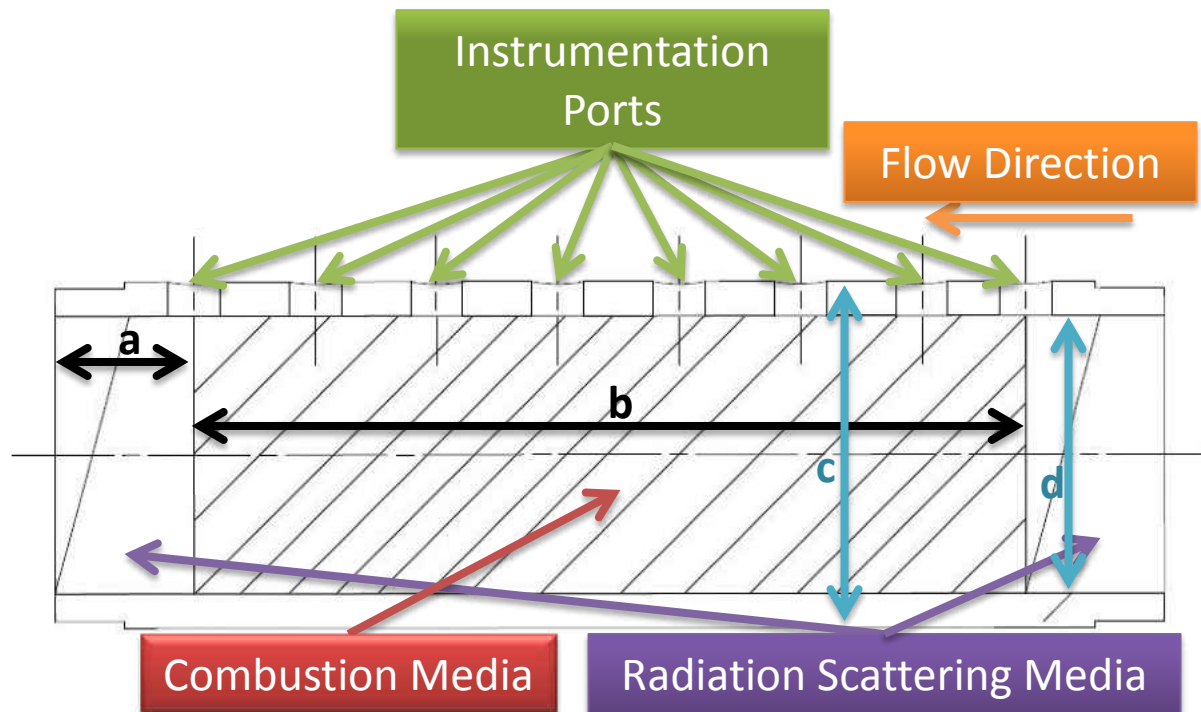 Instrumentation
Ports
Flow Direction
a
b
c
d
Combustion Media
Radiation Scattering Media